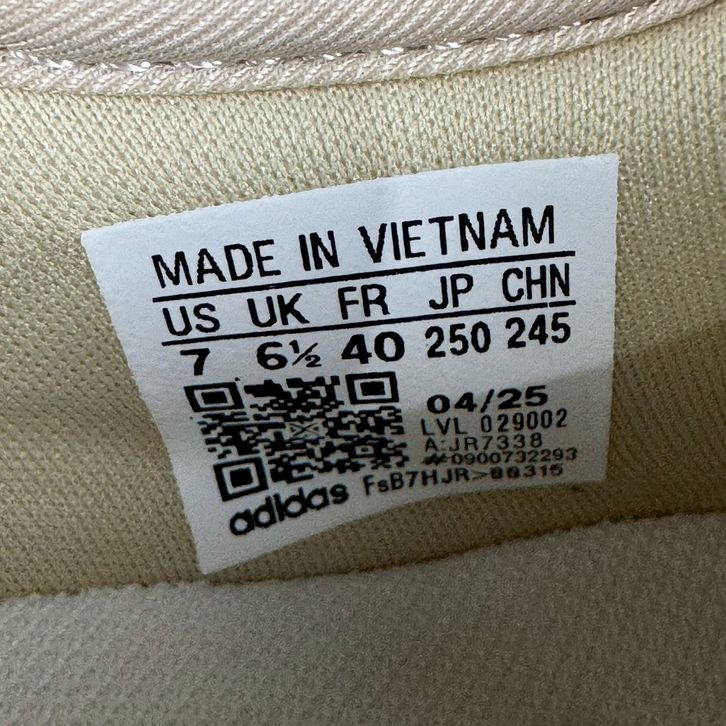 MADE IN VIETNAM
US UK FR JP CHN
7 6½ 40 250 245
04/25
LVL 029002
A:JR7338
#0900732293
adidas FsB7HJR>00315